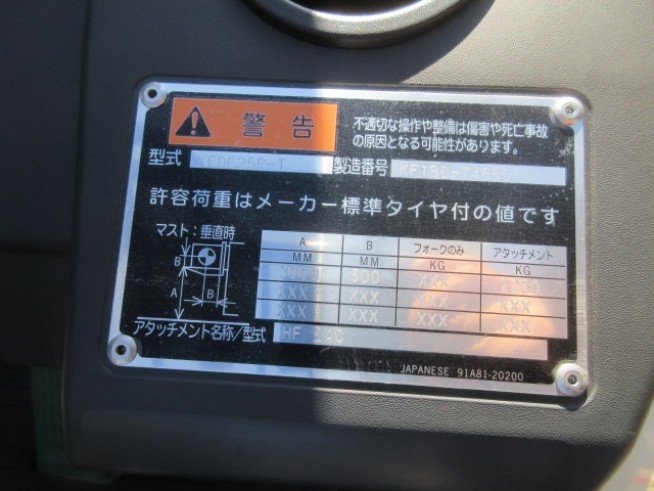 警告
不適切な操作や整備は傷害や死亡事故
の原因となる可能性があります。
型式 製造番号
許容荷重はメーカー標準タイヤ付の値です
マスト:垂直時
A B フォークのみ アタッチメント
MM MM KG KG
500 XXX
XXX XXX XXX XXX
XXX XXX XXX XXX
B
B
A
アタッチメント名称/型式 HF
JAPANESE 91A81-20200